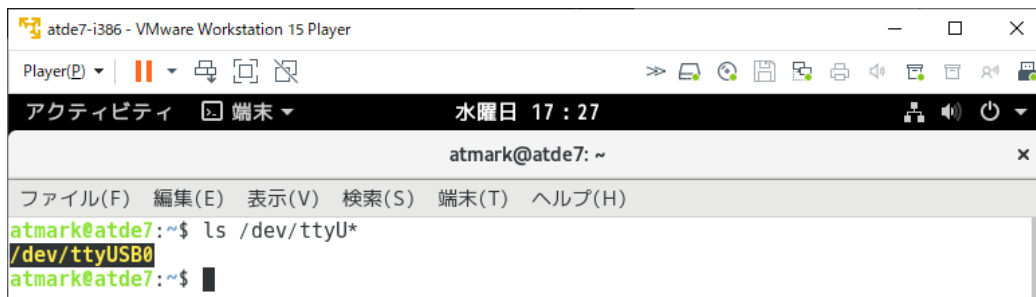 atde7-i386 - VMware Workstation 15 Player
Player(P)
アクティビティ 端末 水曜日 17：27
atmark@atde7: ~
ファイル(F) 編集(E) 表示(V) 検索(S) 端末(T) ヘルプ(H)
atmark@atde7:~$ ls /dev/ttyU*
/dev/ttyUSB0
atmark@atde7:~$